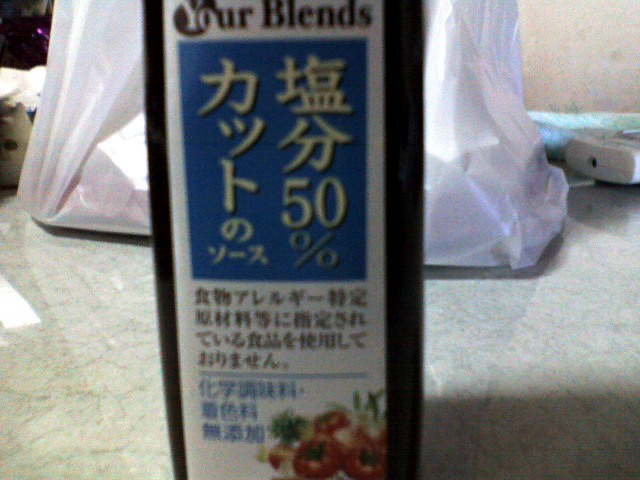 Your Blends
塩分50%
カットの
ソース
食物アレルギー特定
原材料等に指定され
ている食品を使用して
おりません。
化学調味料・
着色料
無添加